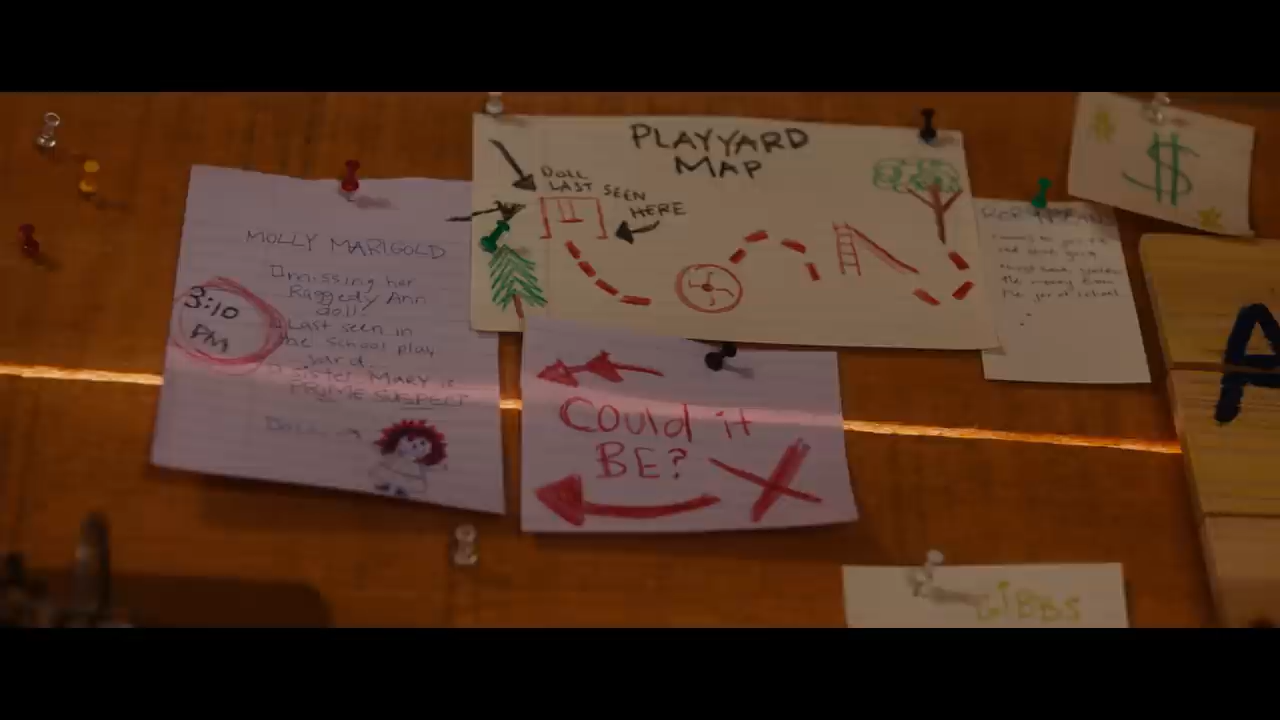 MOLLY MARIGOLD
missing her
Raggedy Ann
doll!
Last seen in
the school play
yard.
sister MARY is
PRIME SUSPECT
3:10
PM
PLAYYARD
MAP
DOLL
LAST SEEN
HERE
Could it
BE?
$
A
GIBBS